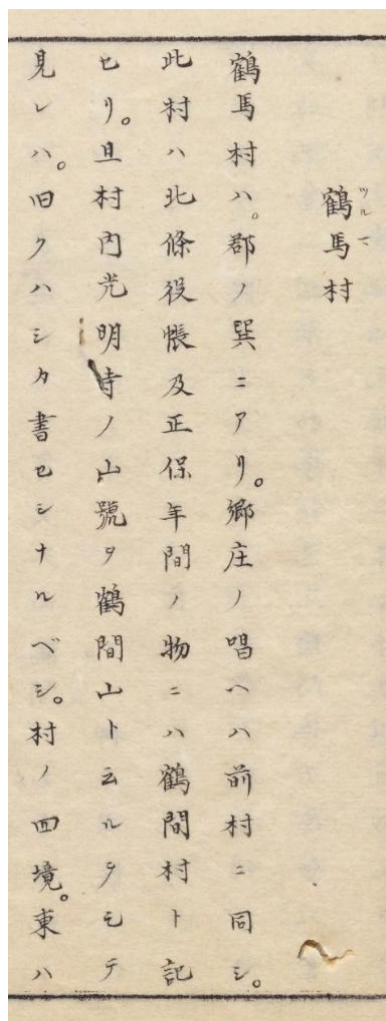 鶴馬村
ツルマ
鶴馬村ハ。郡ノ巽ニアリ。郷庄ノ唱ヘハ前村ニ同シ。
此村ハ北條役帳及正保年間ノ物ニハ鶴間村ト記
セリ。且村内光明寺ノ山號ヲ鶴間山ト云ルヲモテ
見レハ。旧クハシカ書セシナルベシ。村ノ四境。東ハ